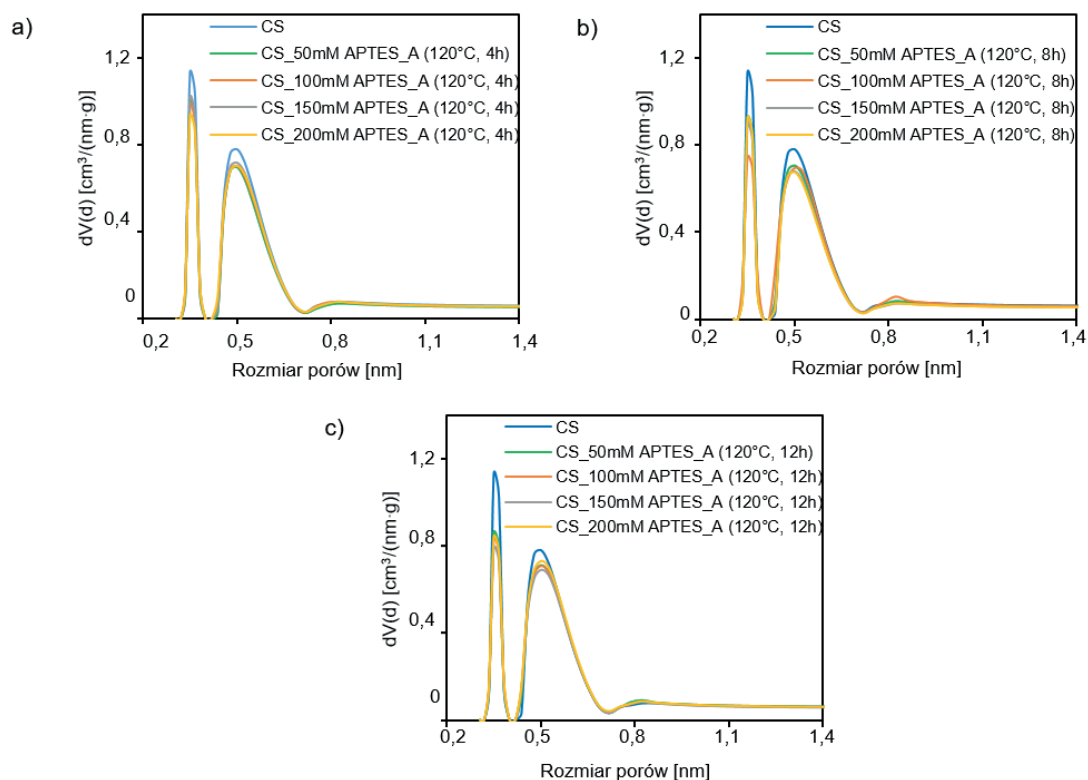 a)
CS
CS_50mM APTES_A (120°C, 4h)
CS_100mM APTES_A (120°C, 4h)
CS_150mM APTES_A (120°C, 4h)
CS_200mM APTES_A (120°C, 4h)
dV(d) [cm³/(nm·g)]
1,2
0,8
0,4
0
0,2 0,5 0,8 1,1 1,4
Rozmiar porów [nm]
b)
CS
CS_50mM APTES_A (120°C, 8h)
CS_100mM APTES_A (120°C, 8h)
CS_150mM APTES_A (120°C, 8h)
CS_200mM APTES_A (120°C, 8h)
dV(d) [cm³/(nm·g)]
1,2
0,8
0,4
0
0,2 0,5 0,8 1,1 1,4
Rozmiar porów [nm]
c)
CS
CS_50mM APTES_A (120°C, 12h)
CS_100mM APTES_A (120°C, 12h)
CS_150mM APTES_A (120°C, 12h)
CS_200mM APTES_A (120°C, 12h)
dV(d) [cm³/(nm·g)]
1,2
0,8
0,4
0
0,2 0,5 0,8 1,1 1,4
Rozmiar porów [nm]